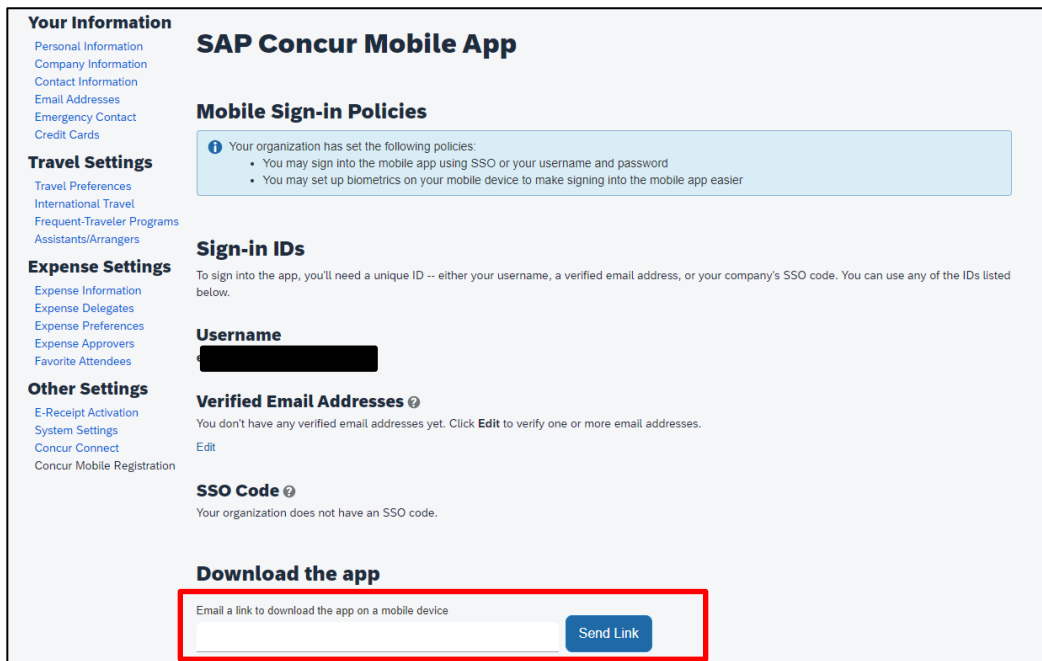 Your Information
Personal Information
Company Information
Contact Information
Email Addresses
Emergency Contact
Credit Cards
Travel Settings
Travel Preferences
International Travel
Frequent-Traveler Programs
Assistants/Arrangers
Expense Settings
Expense Information
Expense Delegates
Expense Preferences
Expense Approvers
Favorite Attendees
Other Settings
E-Receipt Activation
System Settings
Concur Connect
Concur Mobile Registration
SAP Concur Mobile App
Mobile Sign-in Policies
Your organization has set the following policies:
• You may sign into the mobile app using SSO or your username and password
• You may set up biometrics on your mobile device to make signing into the mobile app easier
Sign-in IDs
To sign into the app, you'll need a unique ID -- either your username, a verified email address, or your company's SSO code. You can use any of the IDs listed
below.
Username
Verified Email Addresses
You don't have any verified email addresses yet. Click Edit to verify one or more email addresses.
Edit
SSO Code
Your organization does not have an SSO code.
Download the app
Email a link to download the app on a mobile device
Send Link